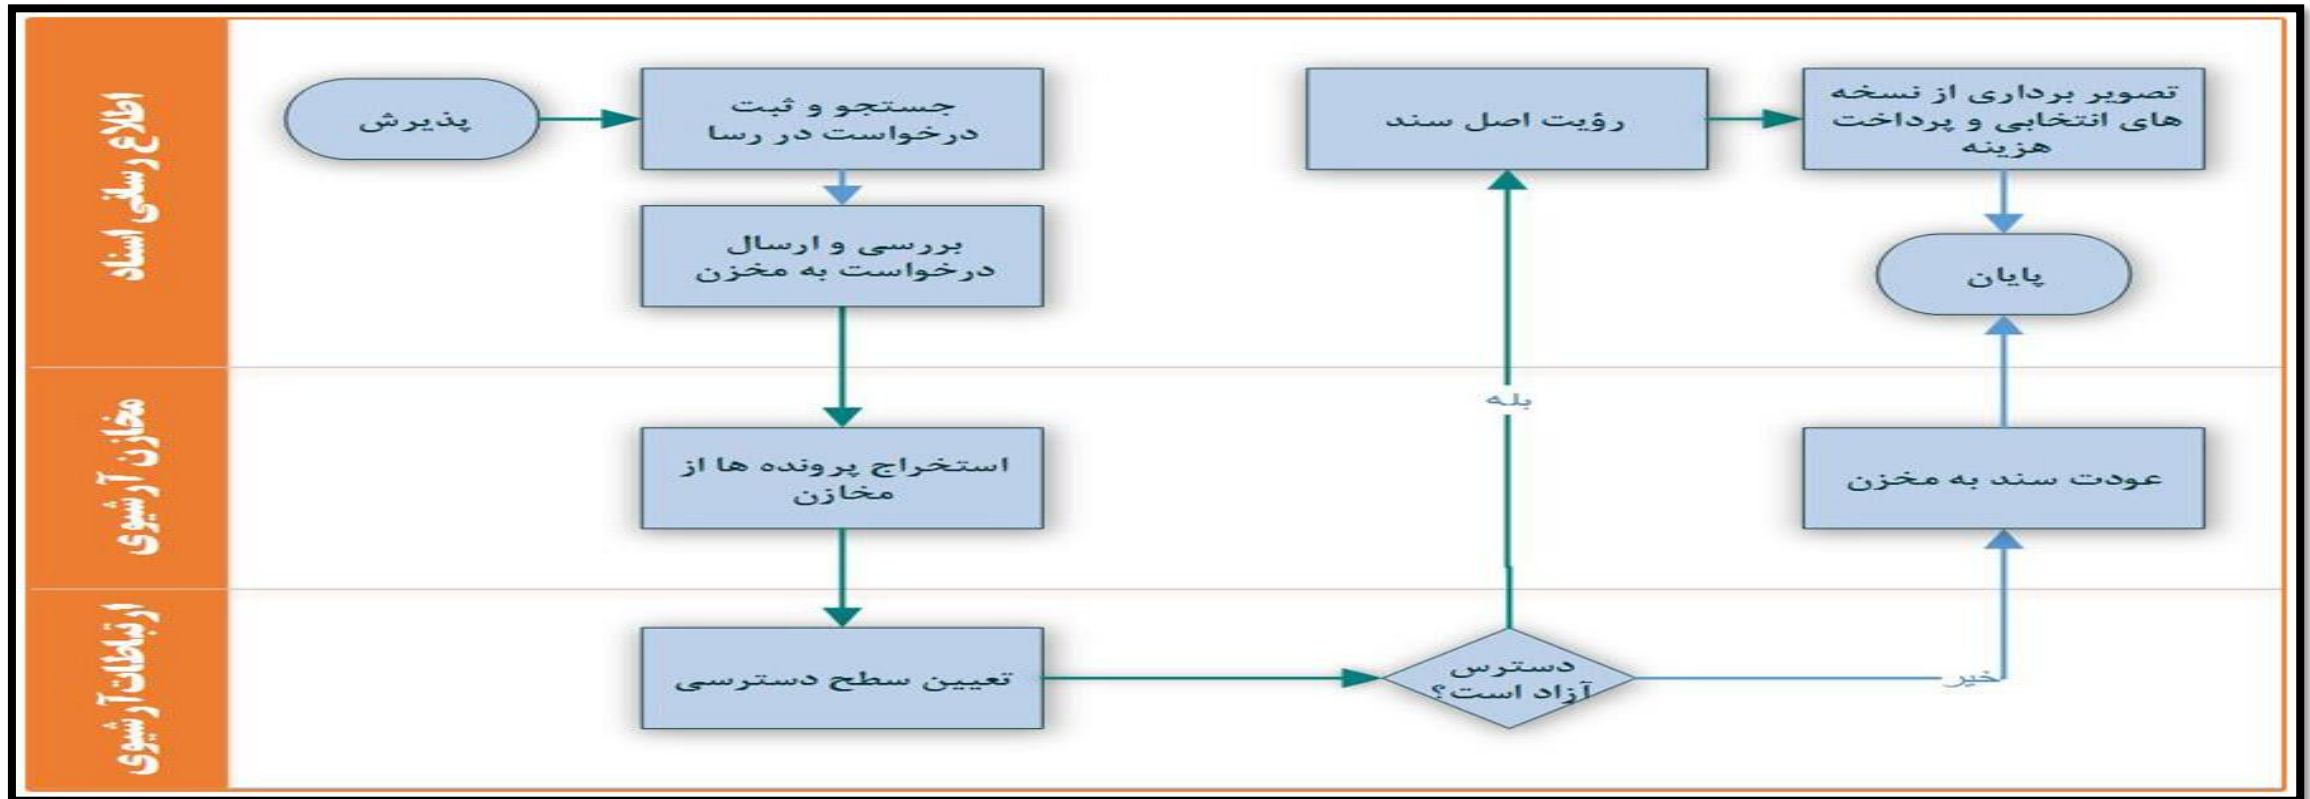 اطلاع رسانی اسناد
پذیرش
جستجو و ثبت
درخواست در رسا
بررسی و ارسال
درخواست به مخزن
رؤیت اصل سند
تصویر برداری از نسخه
های انتخابی و پرداخت
هزینه
پایان
مخازن آرشیوی
استخراج پرونده ها از
مخازن
بله
عودت سند به مخزن
ارتباطات آرشیوی
تعیین سطح دسترسی
دسترس
آزاد است؟
خیر